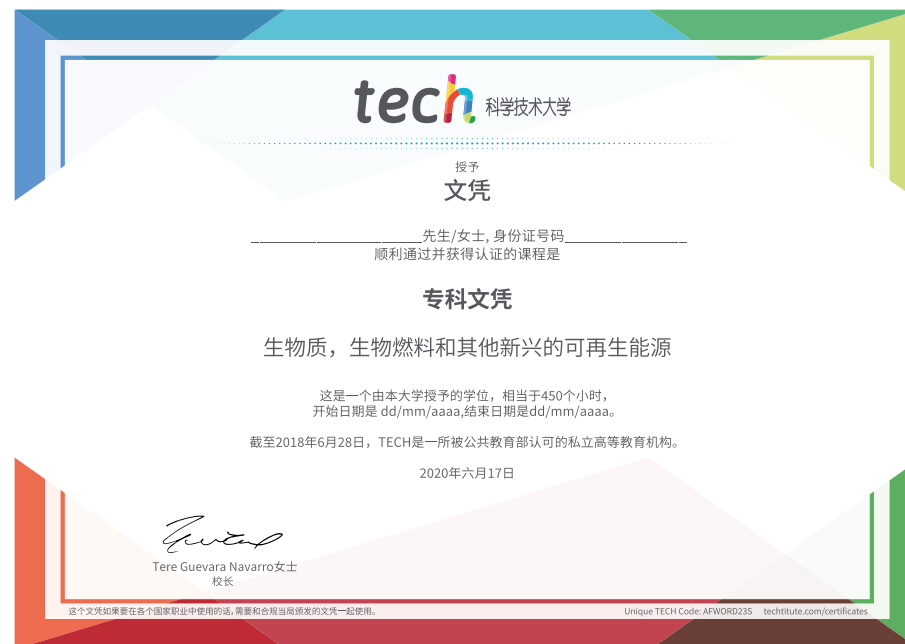 tech 科学技术大学
授予
文凭
先生/女士, 身份证号码
顺利通过并获得认证的课程是
专科文凭
生物质，生物燃料和其他新兴的可再生能源
这是一个由本大学授予的学位，相当于450个小时，
开始日期是 dd/mm/aaaa,结束日期是dd/mm/aaaa。
截至2018年6月28日，TECH是一所被公共教育部认可的私立高等教育机构。
2020年六月17日
Tere Guevara Navarro女士
校长
这个文凭如果要在各个国家职业中使用的话,需要和合规当局颁发的文凭一起使用。
Unique TECH Code: AFWORD23S techtitute.com/certificates